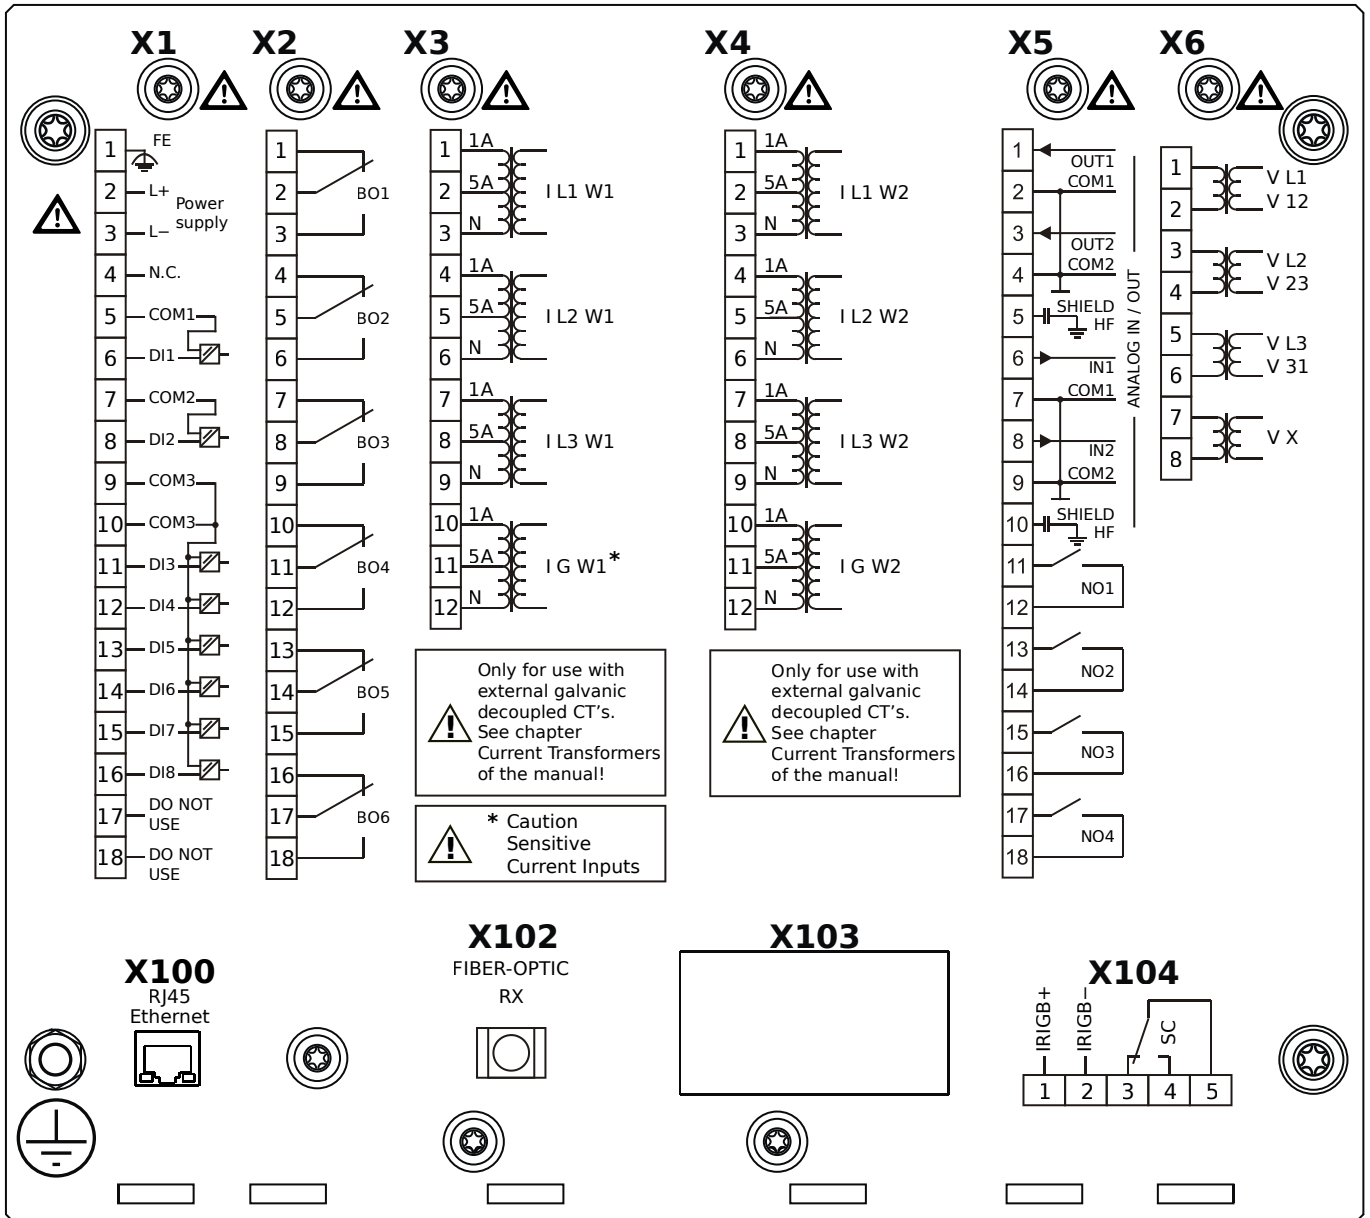 X1 X2 X3 X4 X5 X6
1 FE
2 L+ Power
3 L− supply
4 N.C.
5 COM1
6 DI1
7 COM2
8 DI2
9 COM3
10 COM3
11 DI3
12 DI4
13 DI5
14 DI6
15 DI7
16 DI8
17 DO NOT
USE
18 DO NOT
USE
1
2 BO1
3
4
5 BO2
6
7
8 BO3
9
10
11 BO4
12
13
14 BO5
15
16
17 BO6
18
1 1A
2 5A I L1 W1
3 N
4 1A
5 5A I L2 W1
6 N
7 1A
8 5A I L3 W1
9 N
10 1A
11 5A I G W1*
12 N
Only for use with
external galvanic
decoupled CT's.
See chapter
Current Transformers
of the manual!
* Caution
Sensitive
Current Inputs
1 1A
2 5A I L1 W2
3 N
4 1A
5 5A I L2 W2
6 N
7 1A
8 5A I L3 W2
9 N
10 1A
11 5A I G W2
12 N
Only for use with
external galvanic
decoupled CT's.
See chapter
Current Transformers
of the manual!
1 OUT1
2 COM1
3 OUT2
4 COM2
5 SHIELD
HF
6 IN1
7 COM1
8 IN2
9 COM2
10 SHIELD
HF
ANALOG IN / OUT
11
NO1
12
13
NO2
14
15
NO3
16
17
NO4
18
1 V L1
2 V 12
3 V L2
4 V 23
5 V L3
6 V 31
7 V X
8
X100
RJ45
Ethernet
X102
FIBER-OPTIC
RX
X103
X104
IRIGB+ IRIGB− SC
1 2 3 4 5